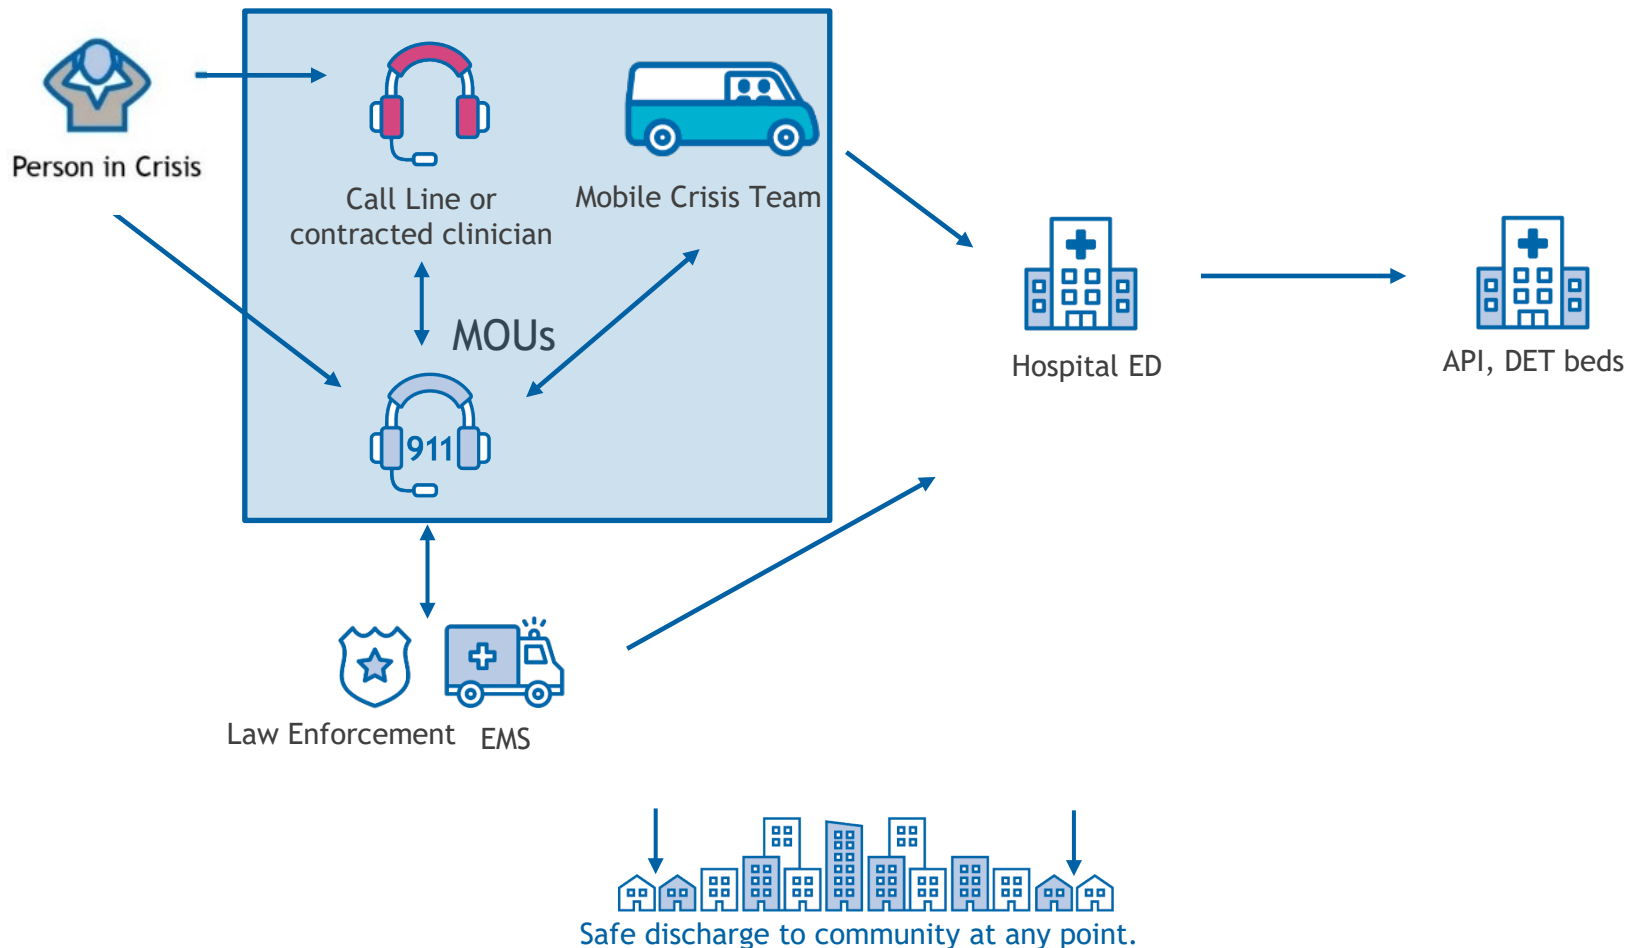 Person in Crisis
Call Line or
contracted clinician
Mobile Crisis Team
MOUs
911
Hospital ED
API, DET beds
Law Enforcement
EMS
Safe discharge to community at any point.